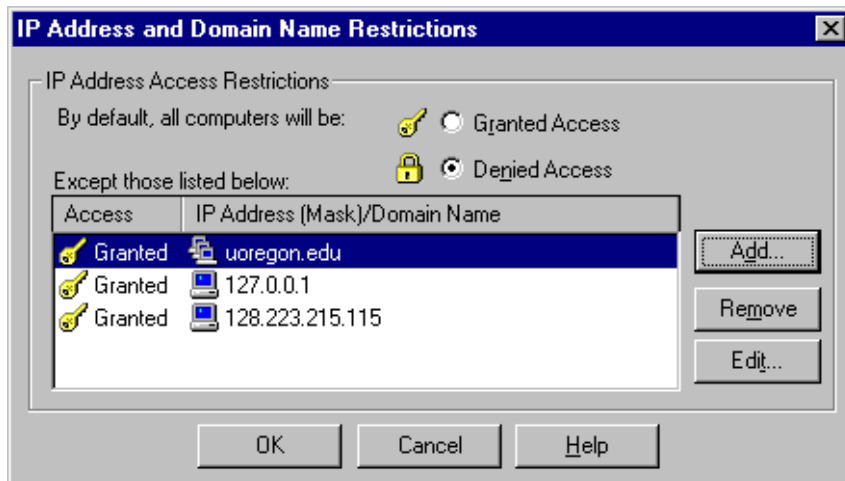 IP Address and Domain Name Restrictions
IP Address Access Restrictions
By default, all computers will be:
Granted Access
Denied Access
Except those listed below:
Access IP Address (Mask)/Domain Name
Granted uoregon.edu
Granted 127.0.0.1
Granted 128.223.215.115
Add...
Remove
Edit...
OK Cancel Help